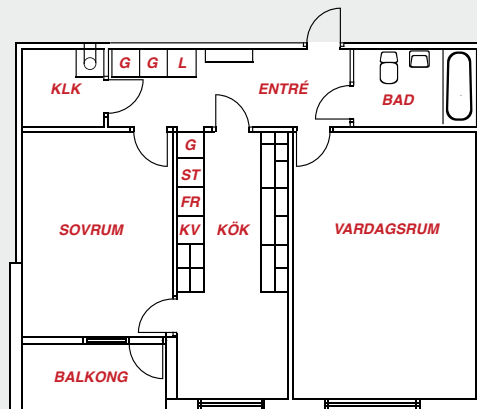 G G L
KLK ENTRÉ BAD
G
ST
FR
SOVRUM KV KÖK VARDAGSRUM
BALKONG